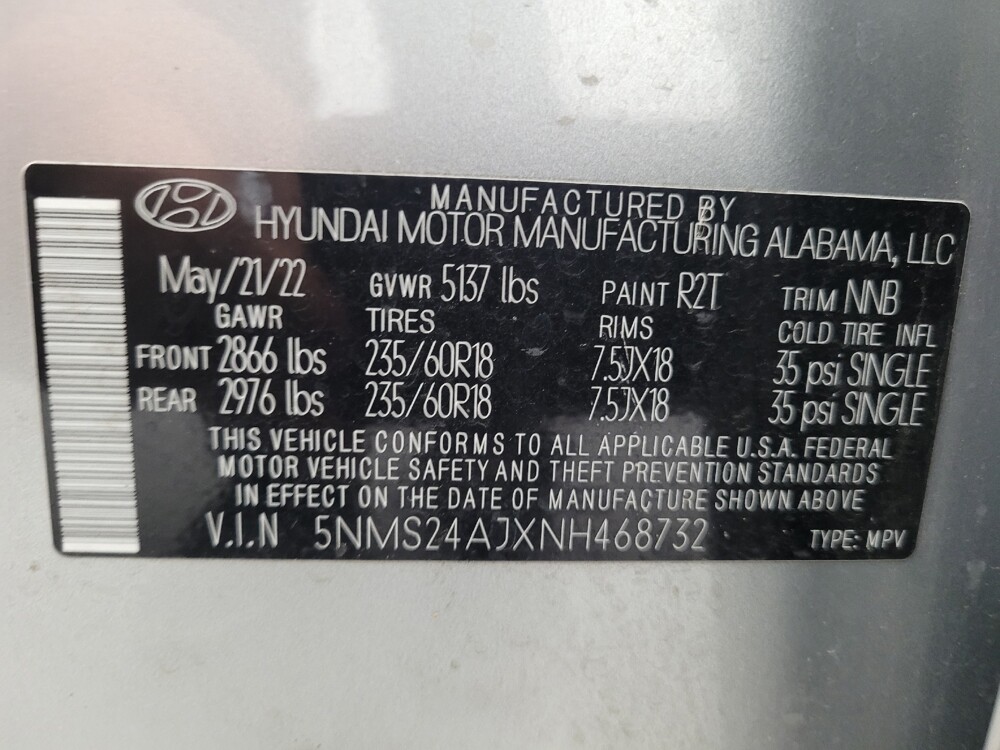 MANUFACTURED BY
HYUNDAI MOTOR MANUFACTURING ALABAMA, LLC
May/21/22 GVWR 5137 lbs PAINT R2T TRIM NNB
GAWR TIRES RIMS COLD TIRE INFL
FRONT 2866 lbs 235/60R18 7.5JX18 35 psi SINGLE
REAR 2976 lbs 235/60R18 7.5JX18 35 psi SINGLE
THIS VEHICLE CONFORMS TO ALL APPLICABLE U.S.A. FEDERAL
MOTOR VEHICLE SAFETY AND THEFT PREVENTION STANDARDS
IN EFFECT ON THE DATE OF MANUFACTURE SHOWN ABOVE
V.I.N 5NMS24AJXNH468732 TYPE: MPV